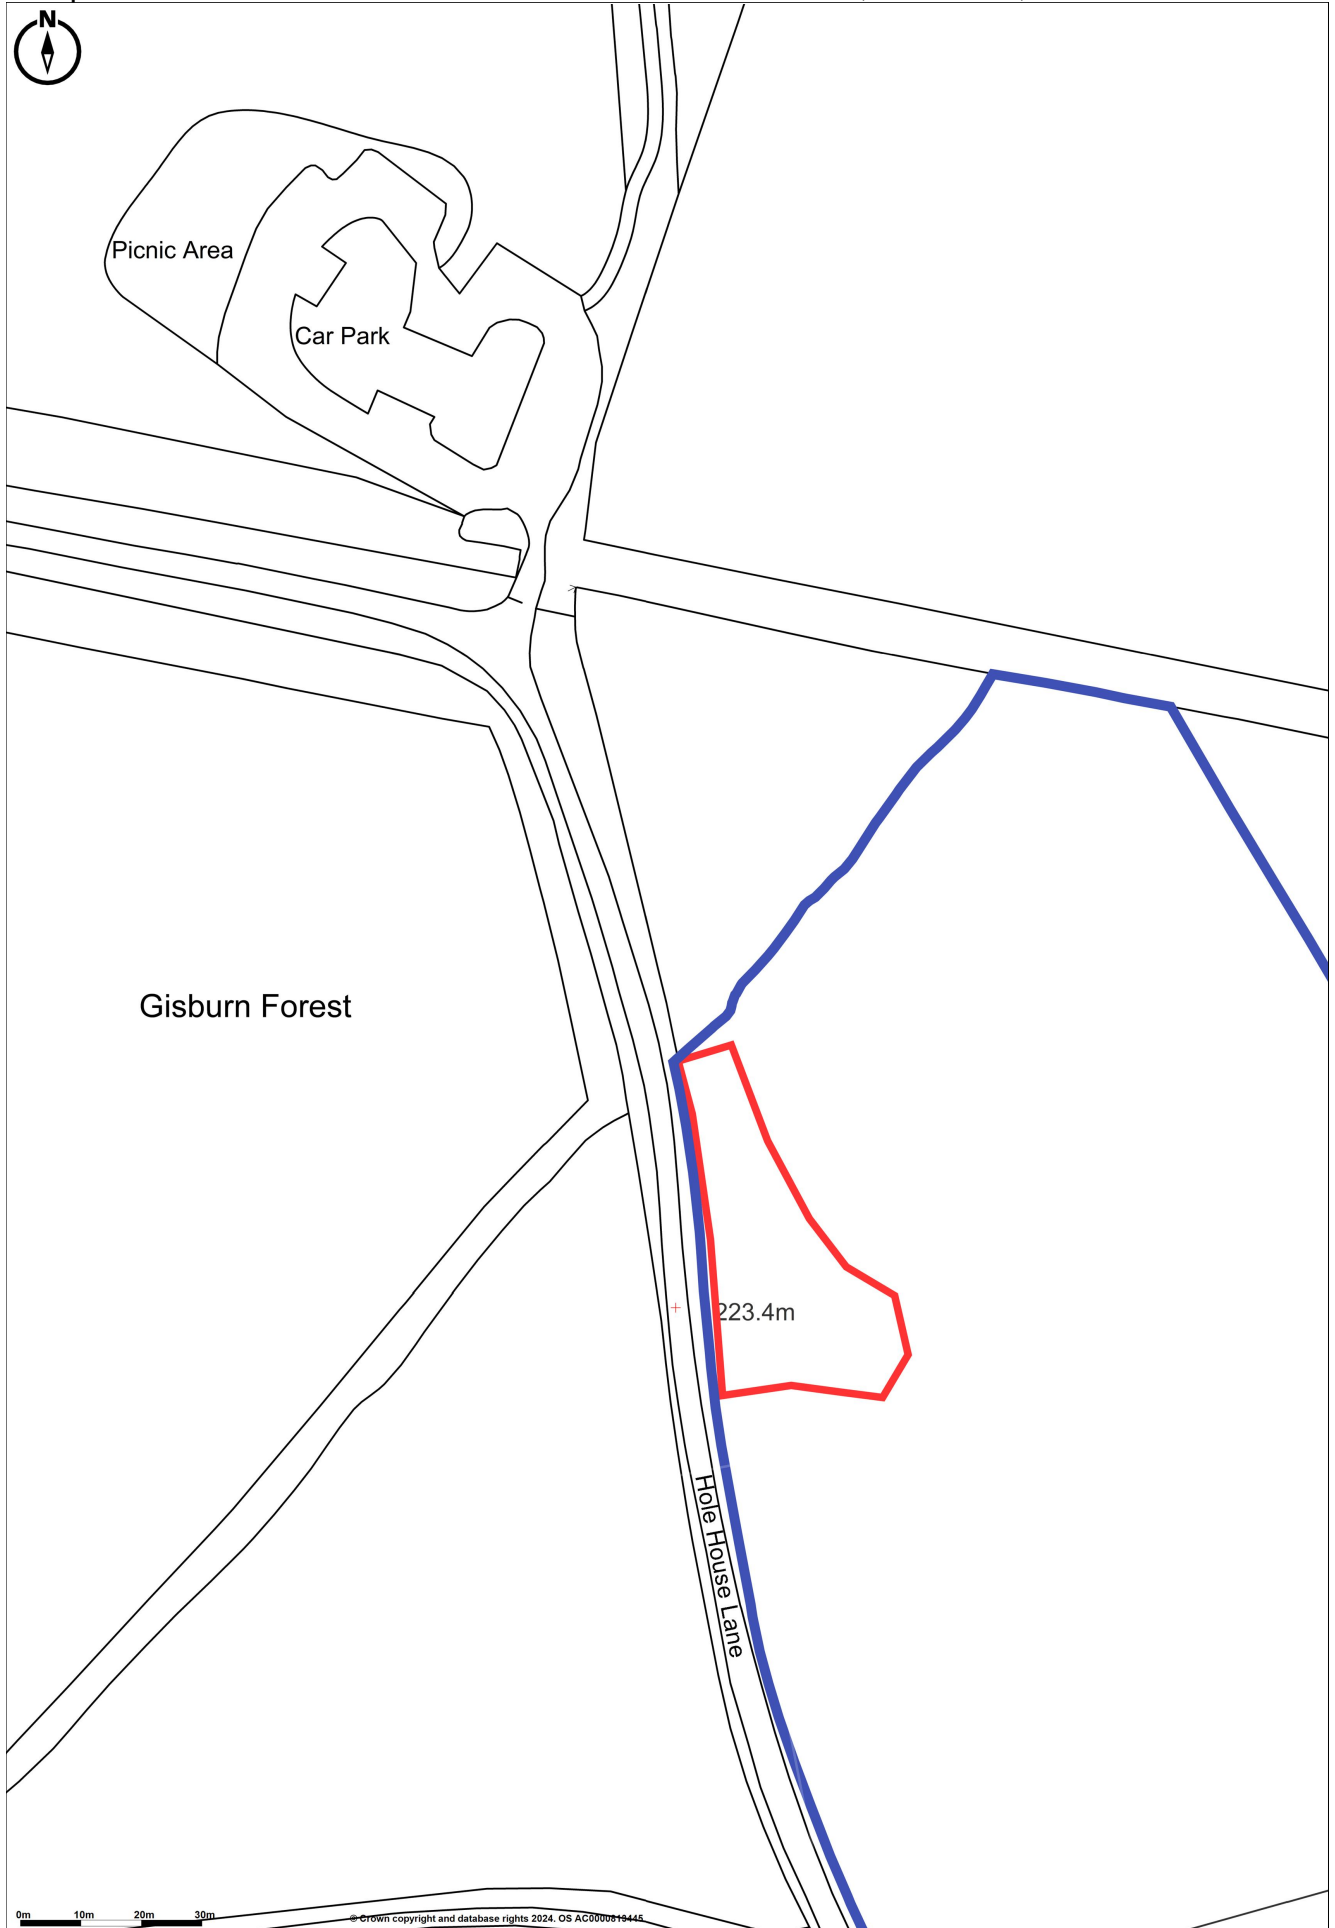 N
Picnic Area
Car Park
Gisburn Forest
223.4m
Hole House Lane
0m 10m 20m 30m
© Crown copyright and database rights 2024. OS AC0000813445